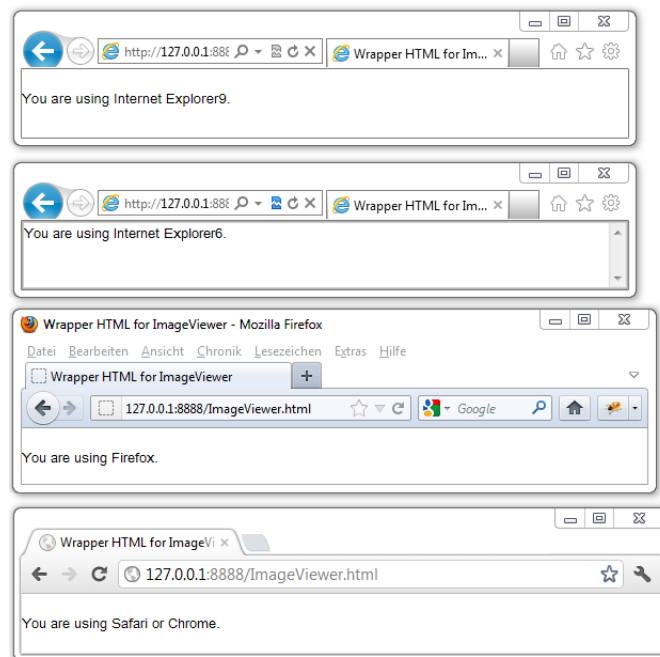 http://127.0.0.1:888
Wrapper HTML for Im...
You are using Internet Explorer9.
http://127.0.0.1:888
Wrapper HTML for Im...
You are using Internet Explorer6.
Wrapper HTML for ImageViewer - Mozilla Firefox
Datei Bearbeiten Ansicht Chronik Lesezeichen Extras Hilfe
Wrapper HTML for ImageViewer
127.0.0.1:8888/ImageViewer.html Google
You are using Firefox.
Wrapper HTML for ImageVi
127.0.0.1:8888/ImageViewer.html
You are using Safari or Chrome.